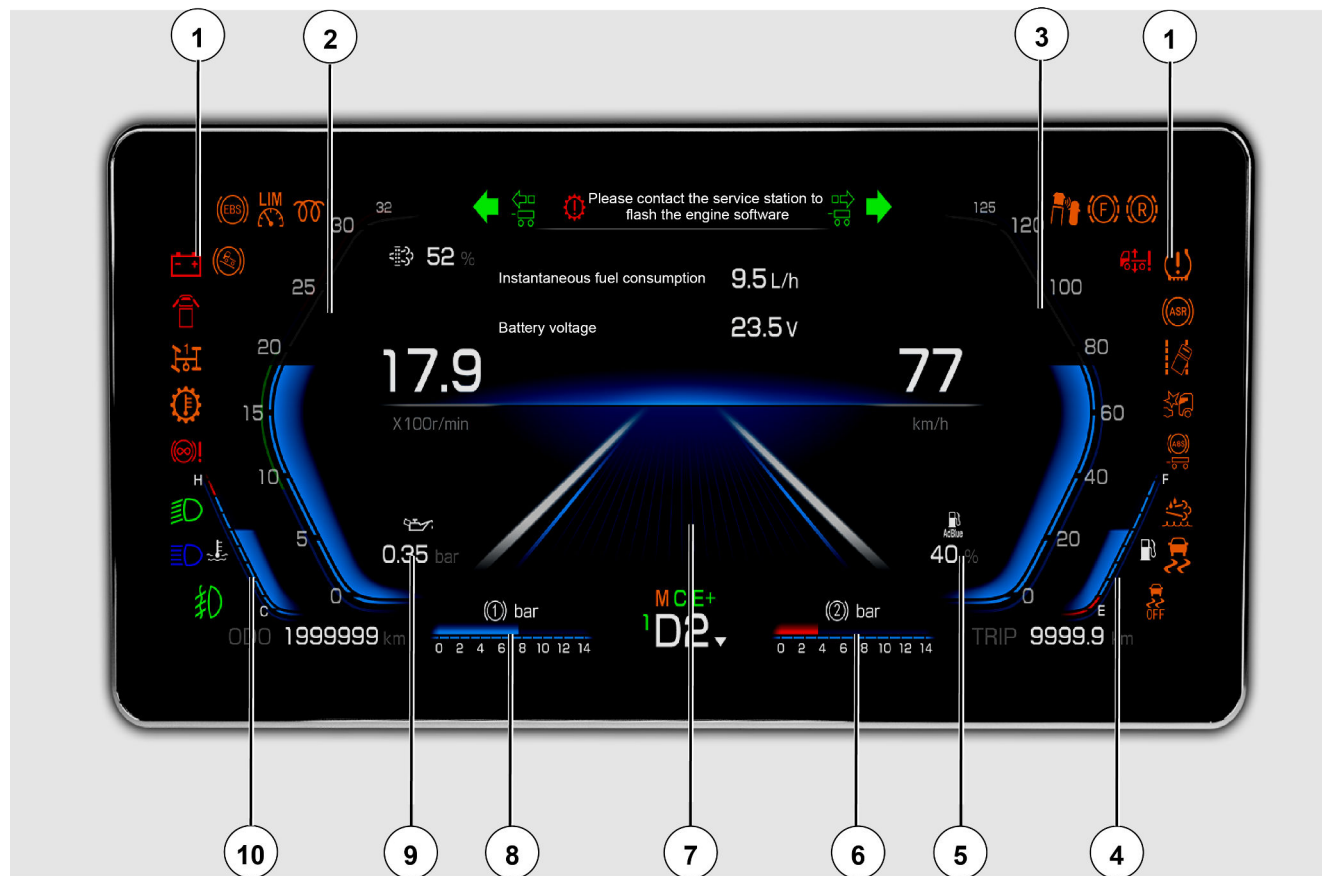 1
2
3
1
EBS
LIM
32
30
Please contact the service station to
flash the engine software
125
120
F
R
52 %
Instantaneous fuel consumption 9.5 L/h
25
100
ASR
Battery voltage 23.5 V
20
80
1
17.9
77
15
60
X100r/min
km/h
ABS
H
10
40
F
AdBlue
5
20
0.35 bar
40 %
C
0
0
E
OFF
M C E+
(1) bar
1 D2
(2) bar
ODO 1999999 km
0 2 4 6 8 10 12 14
0 2 4 6 8 10 12 14
TRIP 9999.9 km
10
9
8
7
6
5
4